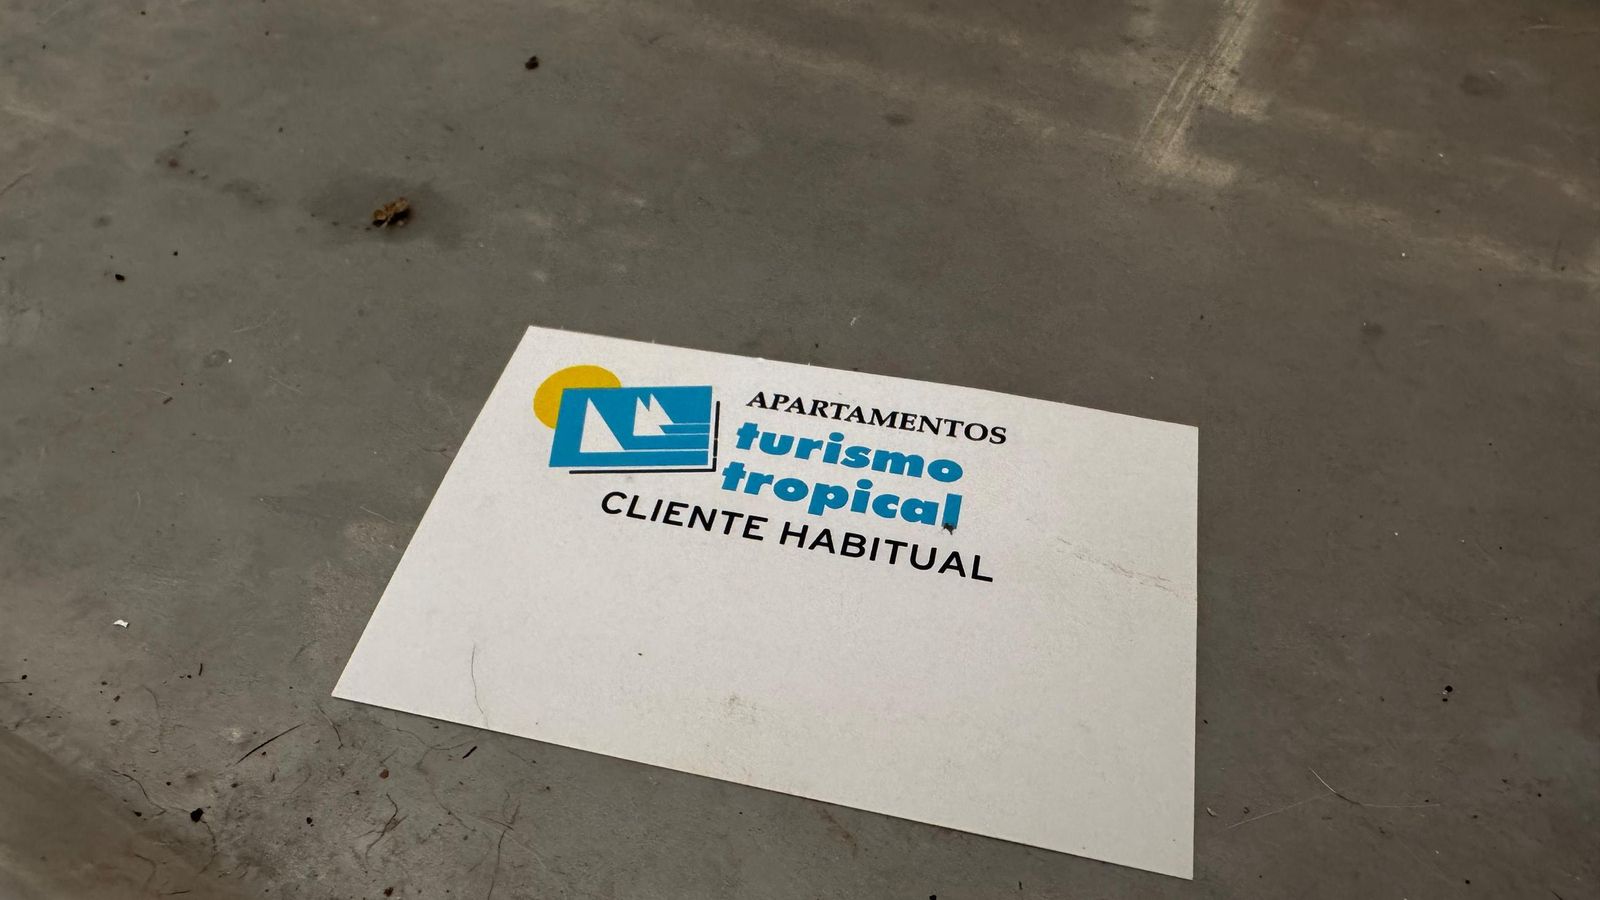 APARTAMENTOS
turismo
tropical
CLIENTE HABITUAL